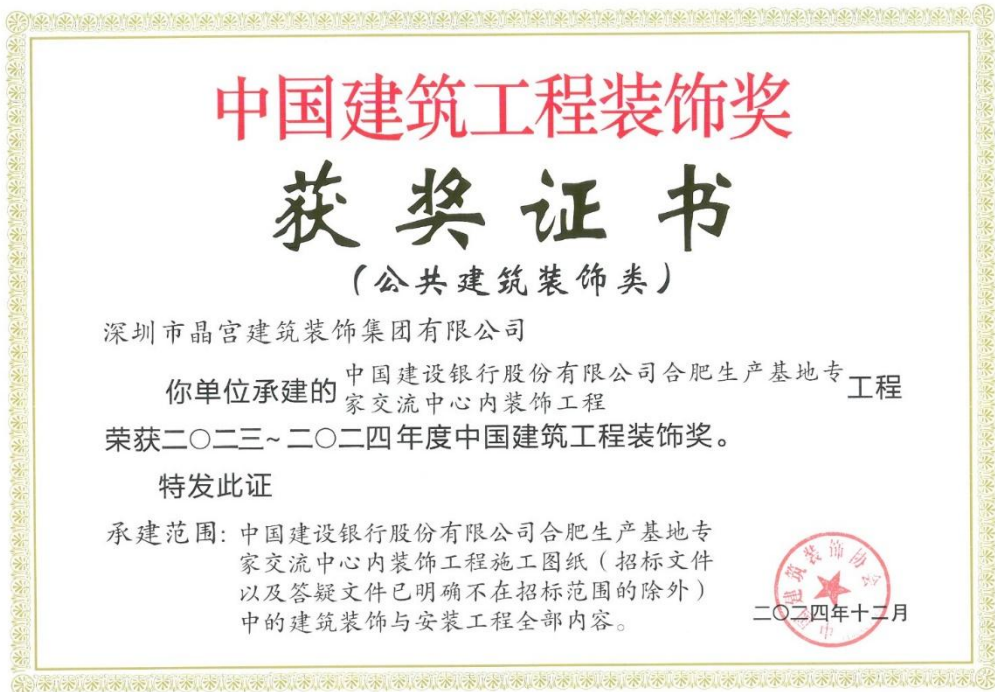 中国建筑工程装饰奖
获奖证书
(公共建筑装饰类)
深圳市晶宫建筑装饰集团有限公司
你单位承建的中国建设银行股份有限公司合肥生产基地专
家交流中心内装饰工程工程
荣获二〇二三~二〇二四年度中国建筑工程装饰奖。
特发此证
承建范围:中国建设银行股份有限公司合肥生产基地专
家交流中心内装饰工程施工图纸(招标文件
以及答疑文件已明确不在招标范围的除外)
中的建筑装饰与安装工程全部内容。
中国建筑装饰协会
二〇二四年十二月